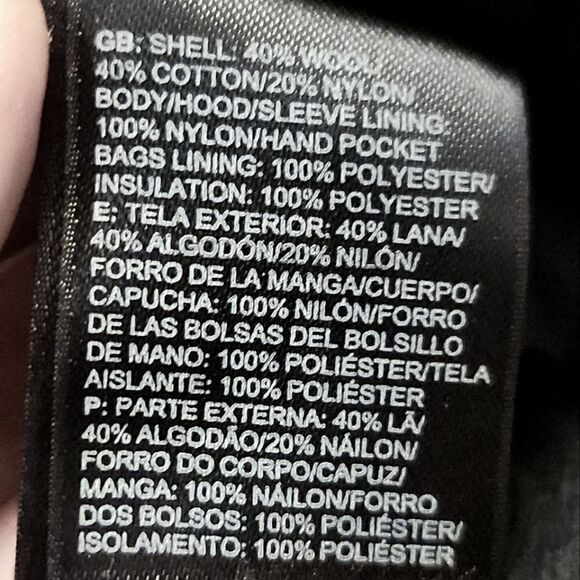 GB: SHELL: 40% WOOL/
40% COTTON/20% NYLON/
BODY/HOOD/SLEEVE LINING:
100% NYLON/HAND POCKET
BAGS LINING: 100% POLYESTER/
INSULATION: 100% POLYESTER
E: TELA EXTERIOR: 40% LANA/
40% ALGODÓN/20% NILÓN/
FORRO DE LA MANGA/CUERPO/
CAPUCHA: 100% NILÓN/FORRO
DE LAS BOLSAS DEL BOLSILLO
DE MANO: 100% POLIÉSTER/TELA
AISLANTE: 100% POLIÉSTER
P: PARTE EXTERNA: 40% LÃ/
40% ALGODÃO/20% NÁILON/
FORRO DO CORPO/CAPUZ/
MANGA: 100% NÁILON/FORRO
DOS BOLSOS: 100% POLIÉSTER/
ISOLAMENTO: 100% POLIÉSTER